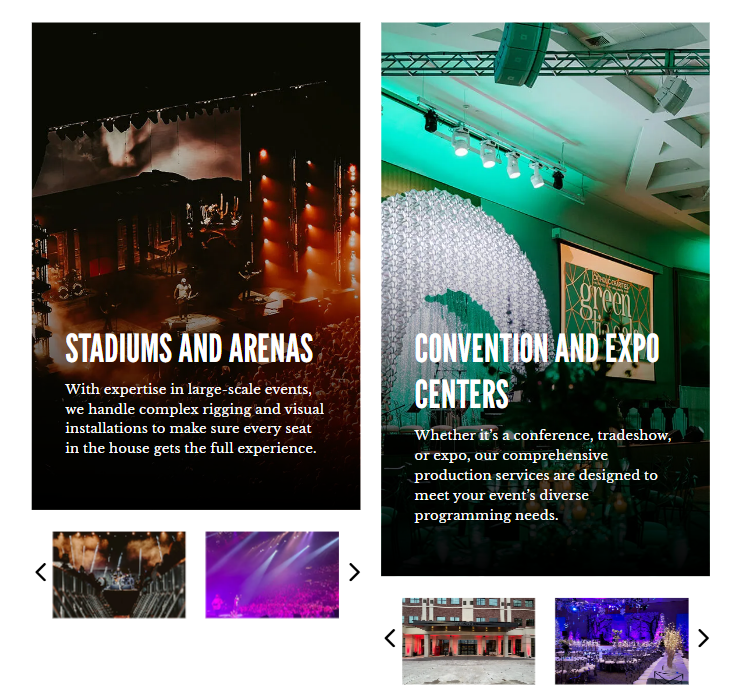 STADIUMS AND ARENAS
With expertise in large-scale events,
we handle complex rigging and visual
installations to make sure every seat
in the house gets the full experience.
green
CONVENTION AND EXPO
CENTERS
Whether it’s a conference, tradeshow,
or expo, our comprehensive
production services are designed to
meet your event’s diverse
programming needs.